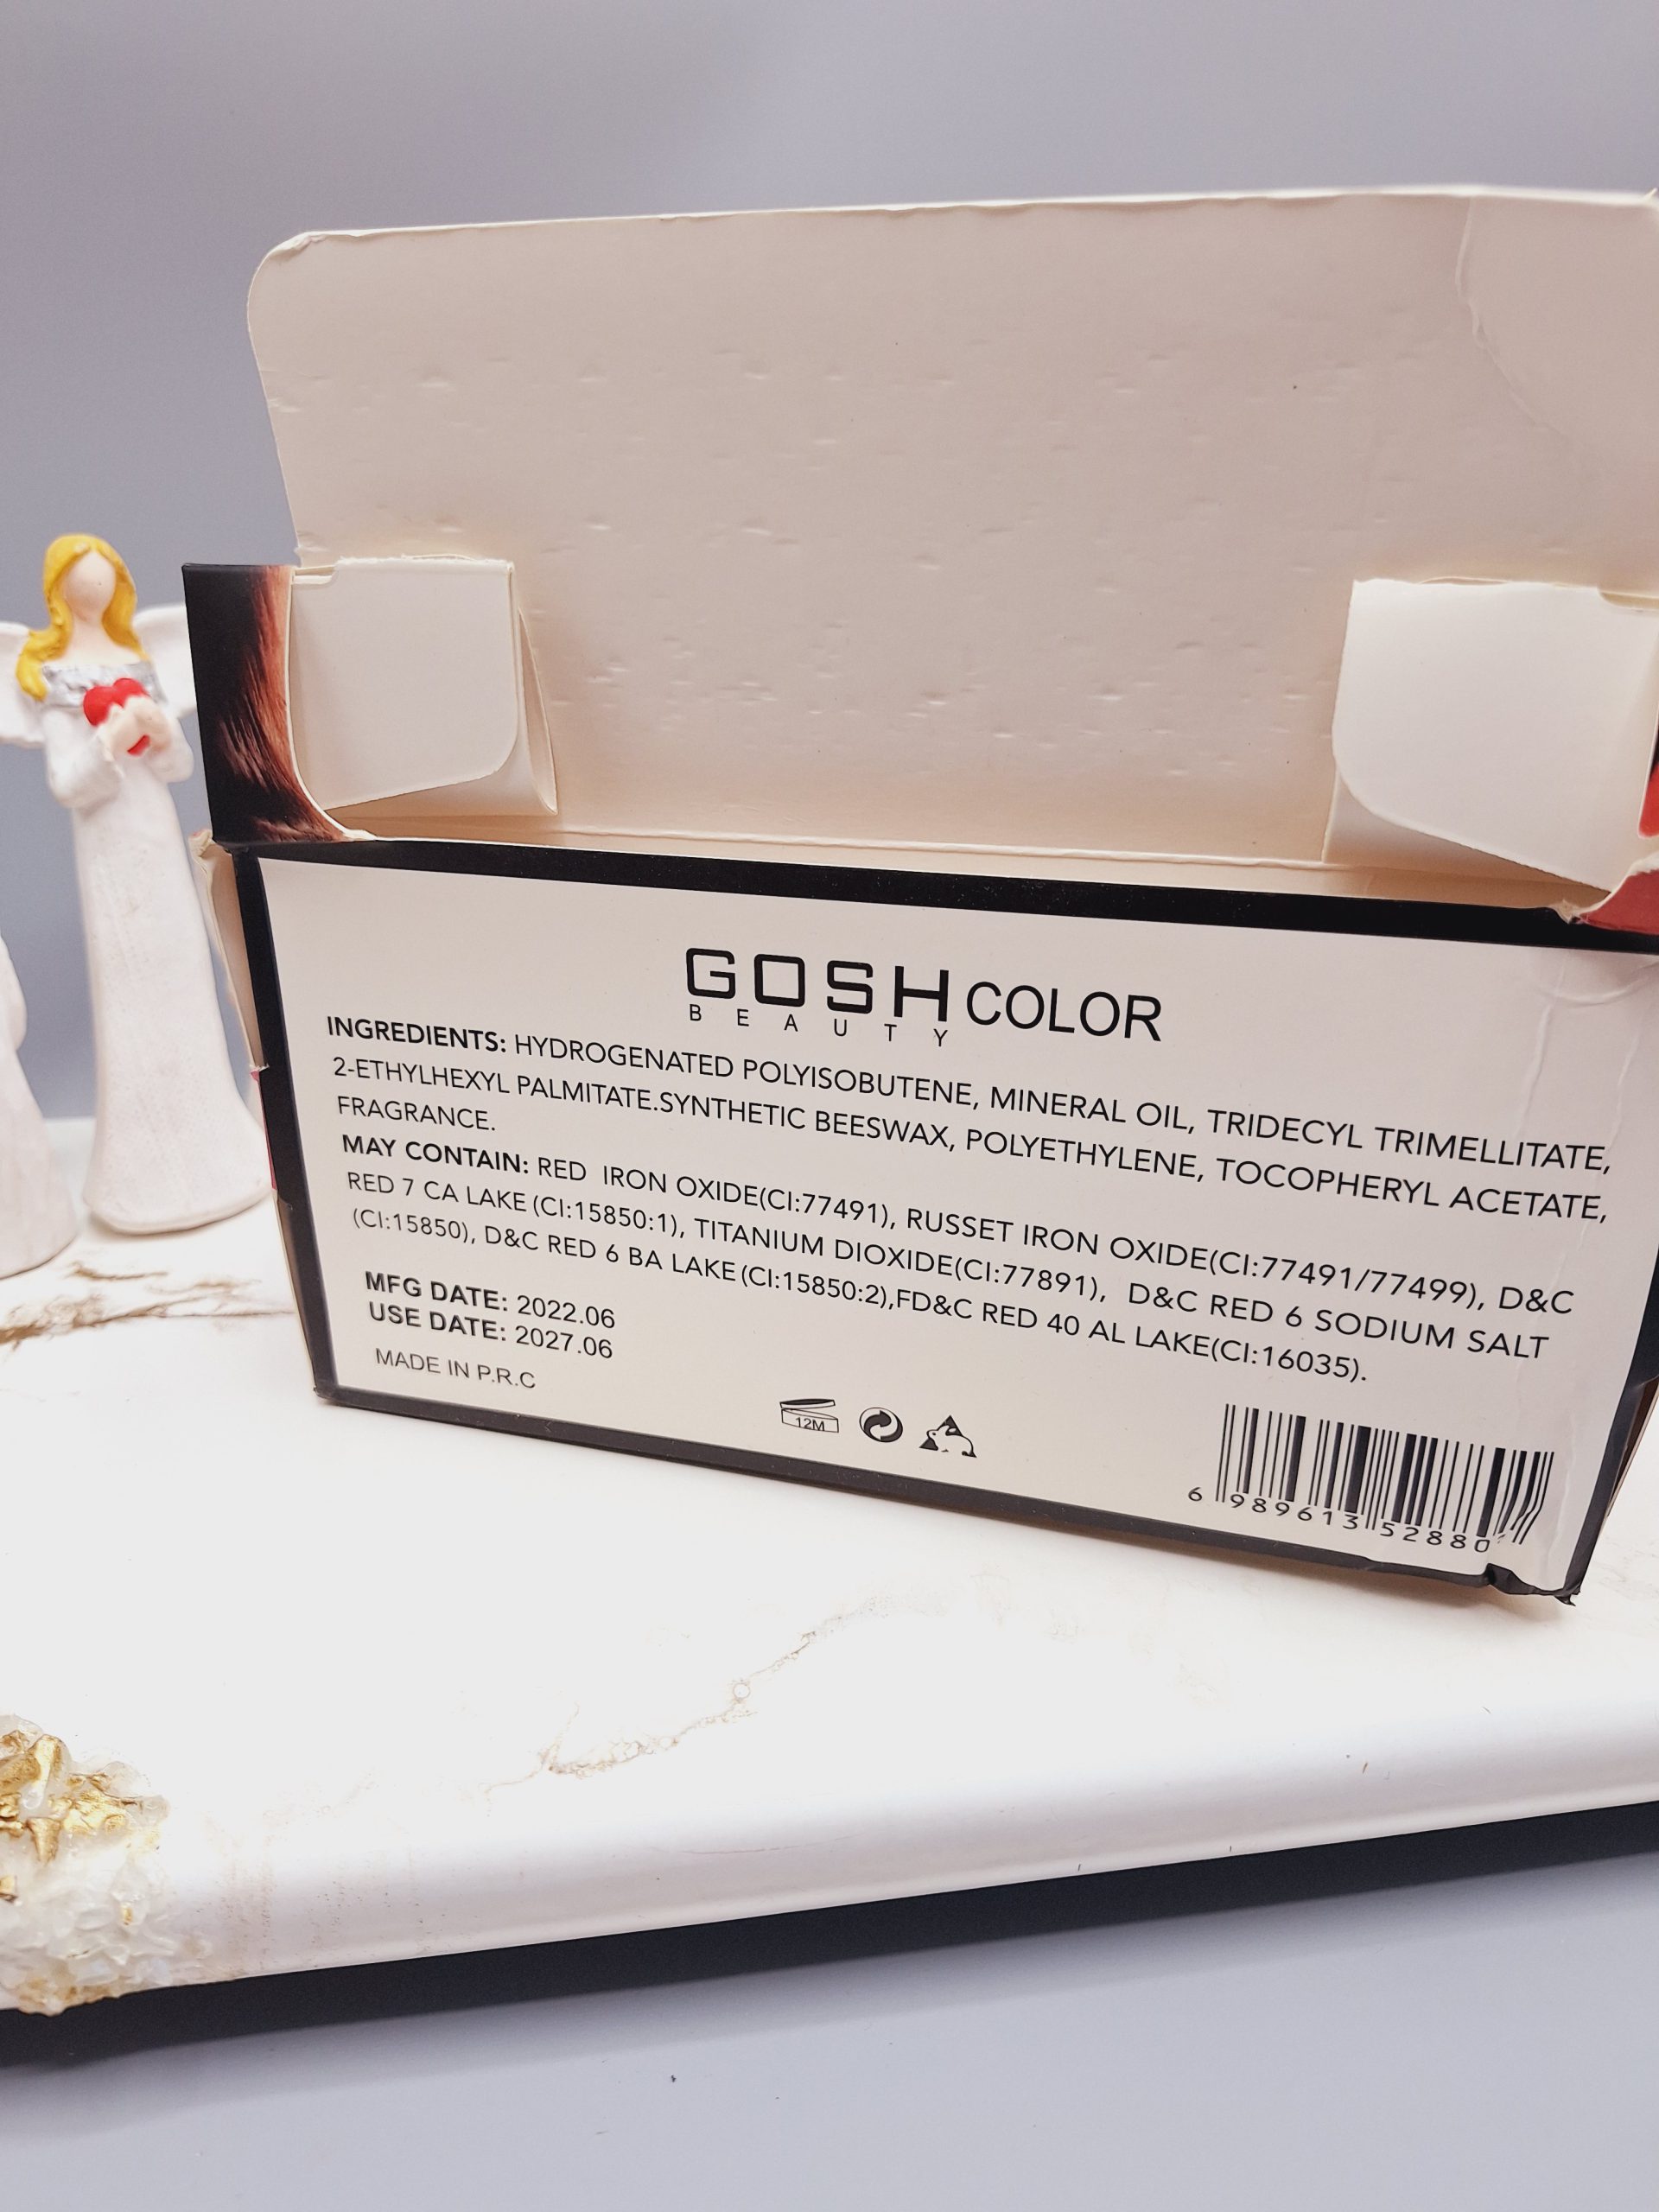 GOSH COLOR
BEAUTY
INGREDIENTS: HYDROGENATED POLYISOBUTENE, MINERAL OIL, TRIDECYL TRIMELLITATE,
2-ETHYLHEXYL PALMITATE.SYNTHETIC BEESWAX, POLYETHYLENE, TOCOPHERYL ACETATE,
FRAGRANCE.
MAY CONTAIN: RED IRON OXIDE(CI:77491), RUSSET IRON OXIDE(CI:77491/77499), D&C
RED 7 CA LAKE (CI:15850:1), TITANIUM DIOXIDE(CI:77891), D&C RED 6 SODIUM SALT
(CI:15850), D&C RED 6 BA LAKE (CI:15850:2),FD&C RED 40 AL LAKE(CI:16035).
MFG DATE: 2022.06
USE DATE: 2027.06
MADE IN P.R.C
12M
6 989613 52880